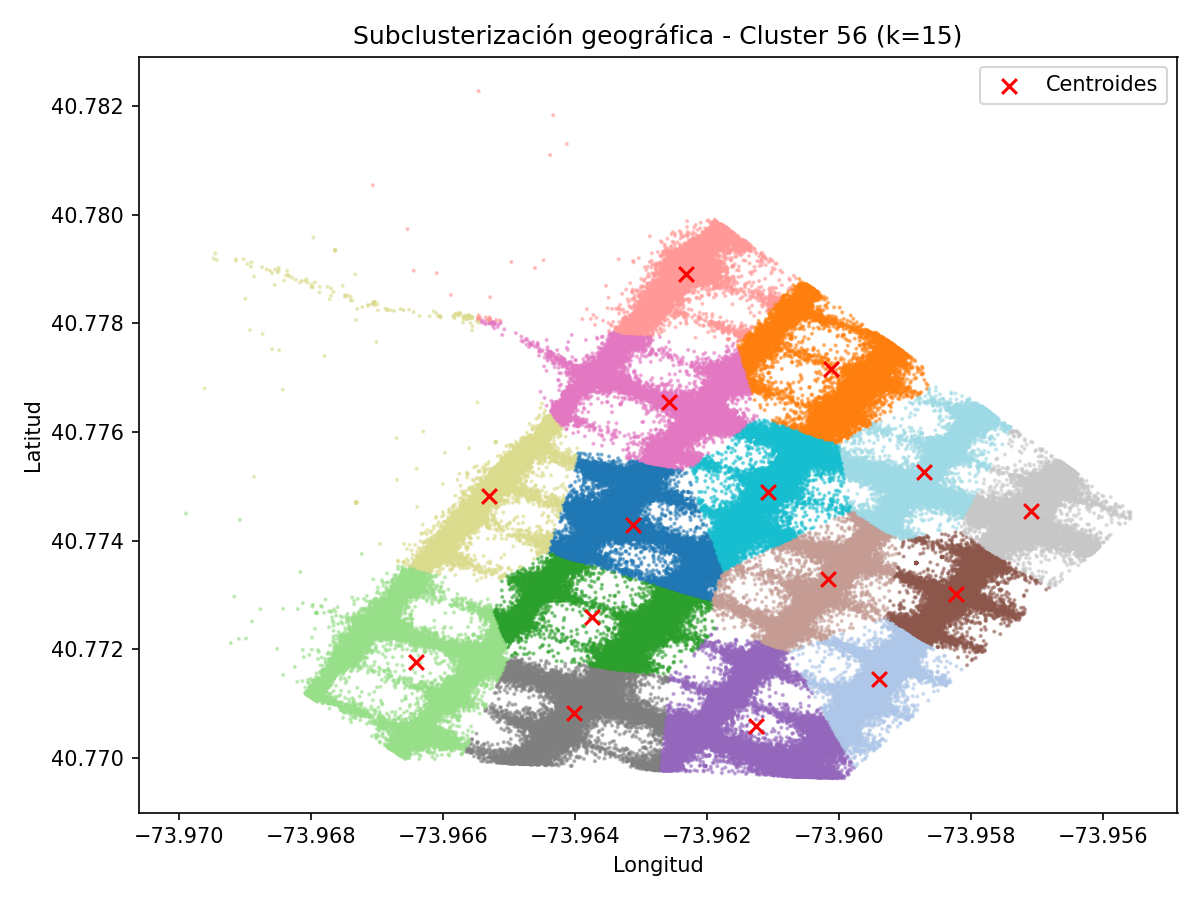 Subclusterización geográfica - Cluster 56 (k=15)
Centroides
40.782
40.780
40.778
40.776
40.774
40.772
40.770
Latitud
−73.970 −73.968 −73.966 −73.964 −73.962 −73.960 −73.958 −73.956
Longitud